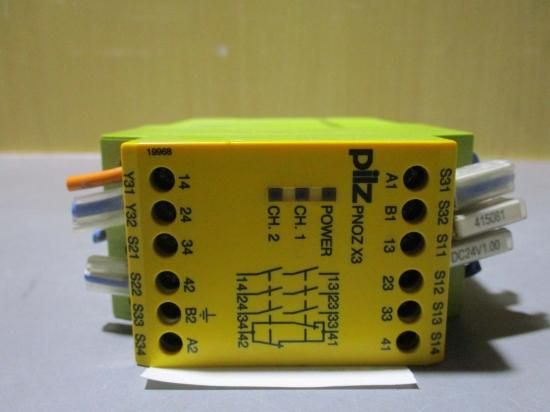 19968
pilz
PNOZ X3
POWER
CH. 1
CH. 2
Y31
Y32
S21
S22
S33
S34
14
24
34
42
B2
A2
A1
B1
13
23
33
41
S31
S32
S11
S12
S13
S14
13 23 33 41
14 24 34 42
415081
DC24V1.00